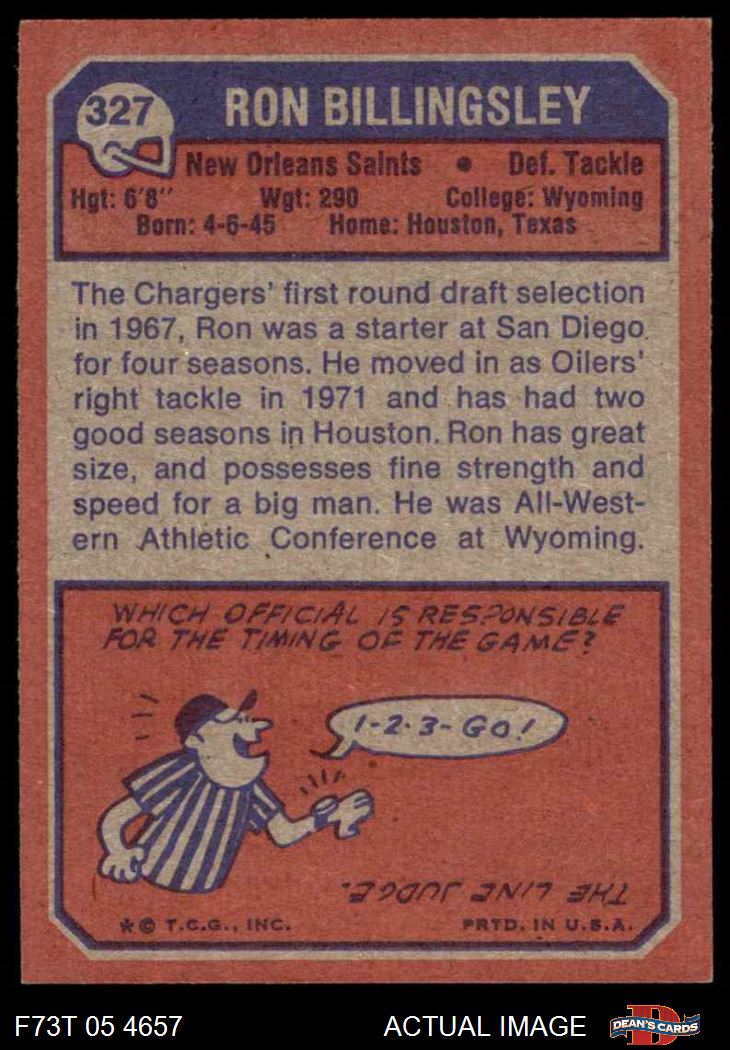 327
RON BILLINGSLEY
New Orleans Saints • Def. Tackle
Hgt: 6'8" Wgt: 290 College: Wyoming
Born: 4-6-45 Home: Houston, Texas
The Chargers' first round draft selection
in 1967, Ron was a starter at San Diego
for four seasons. He moved in as Oilers'
right tackle in 1971 and has had two
good seasons in Houston. Ron has great
size, and possesses fine strength and
speed for a big man. He was All-West-
ern Athletic Conference at Wyoming.
WHICH OFFICIAL IS RESPONSIBLE
FOR THE TIMING OF THE GAME?
1-2-3-GO!
THE LINE JUDGE.
*© T.C.G., INC. PRTD. IN U.S.A.
F73T 05 4657 ACTUAL IMAGE
D
DEAN'S CARDS